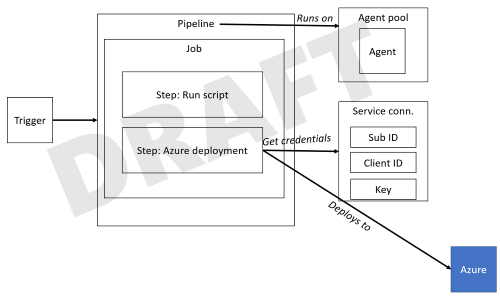 Pipeline
Runs on
Agent pool
Agent
Job
Step: Run script
Trigger
Step: Azure deployment
Get credentials
Service conn.
Sub ID
Client ID
Key
Deploys to
Azure
DRAFT